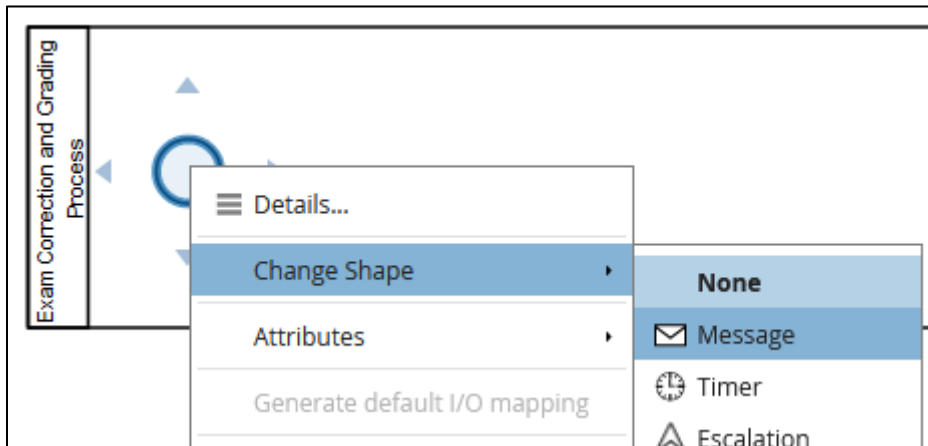 Exam Correction and Grading
Process
Details...
Change Shape
None
Attributes
Message
Timer
Generate default I/O mapping
Escalation